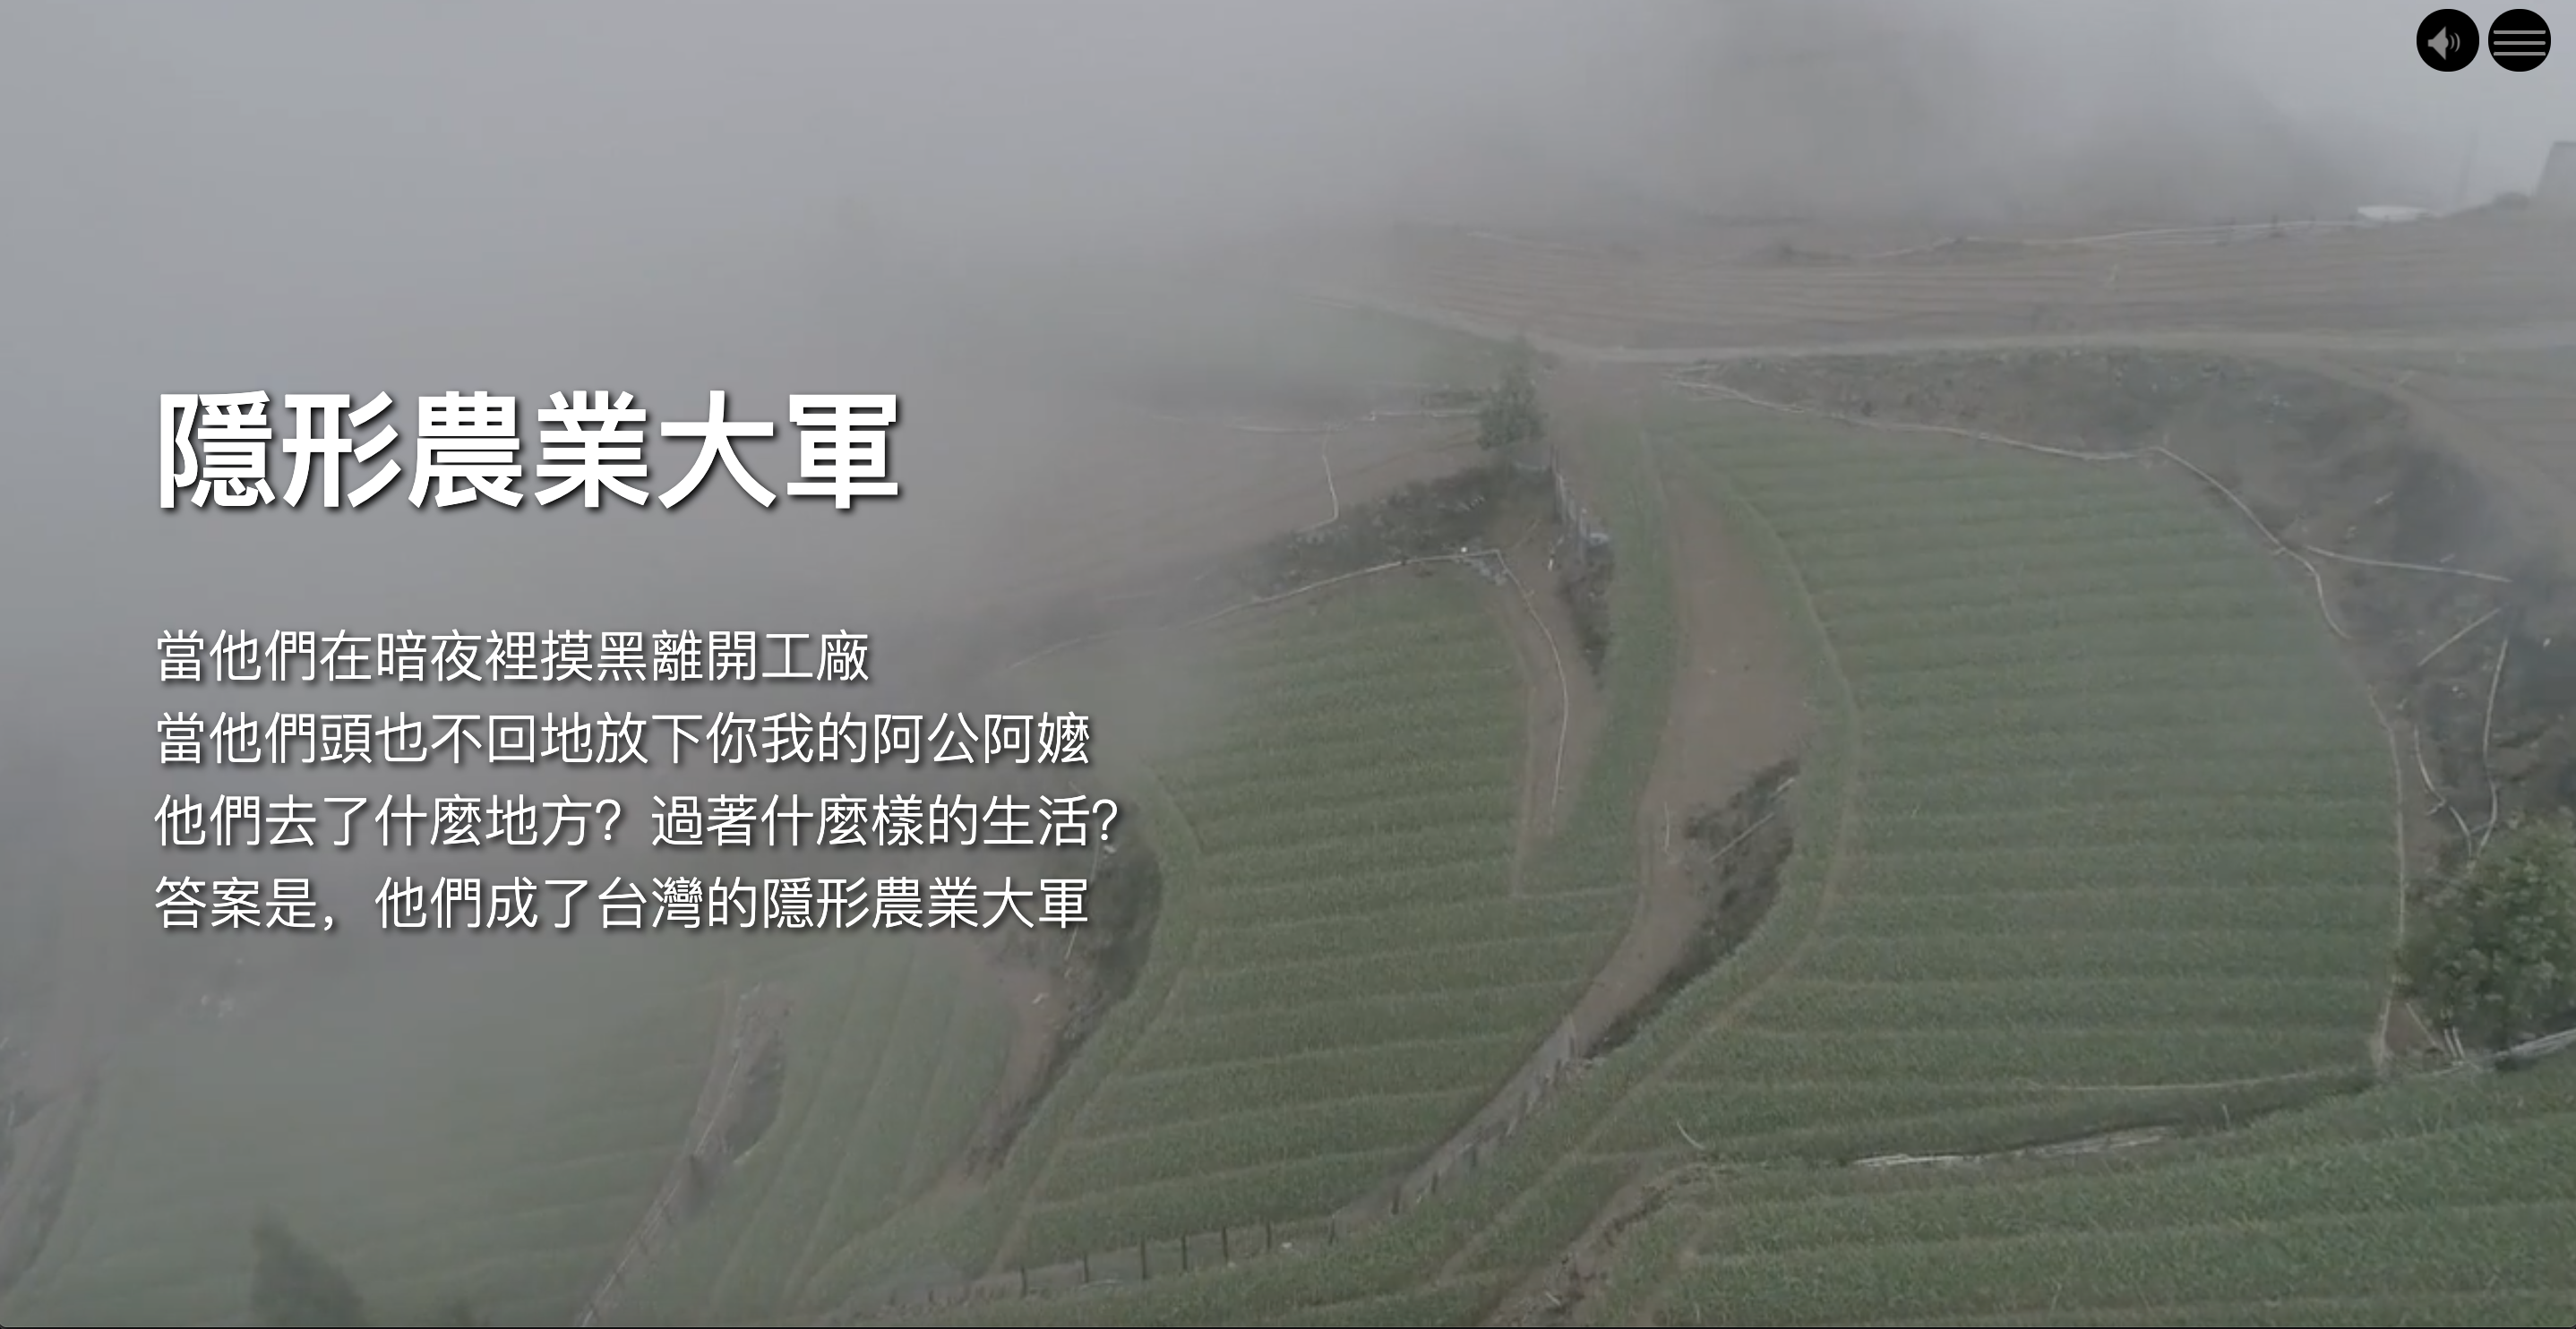 隱形農業大軍
當他們在暗夜裡摸黑離開工廠
當他們頭也不回地放下你我的阿公阿嬤
他們去了什麼地方？過著什麼樣的生活？
答案是，他們成了台灣的隱形農業大軍